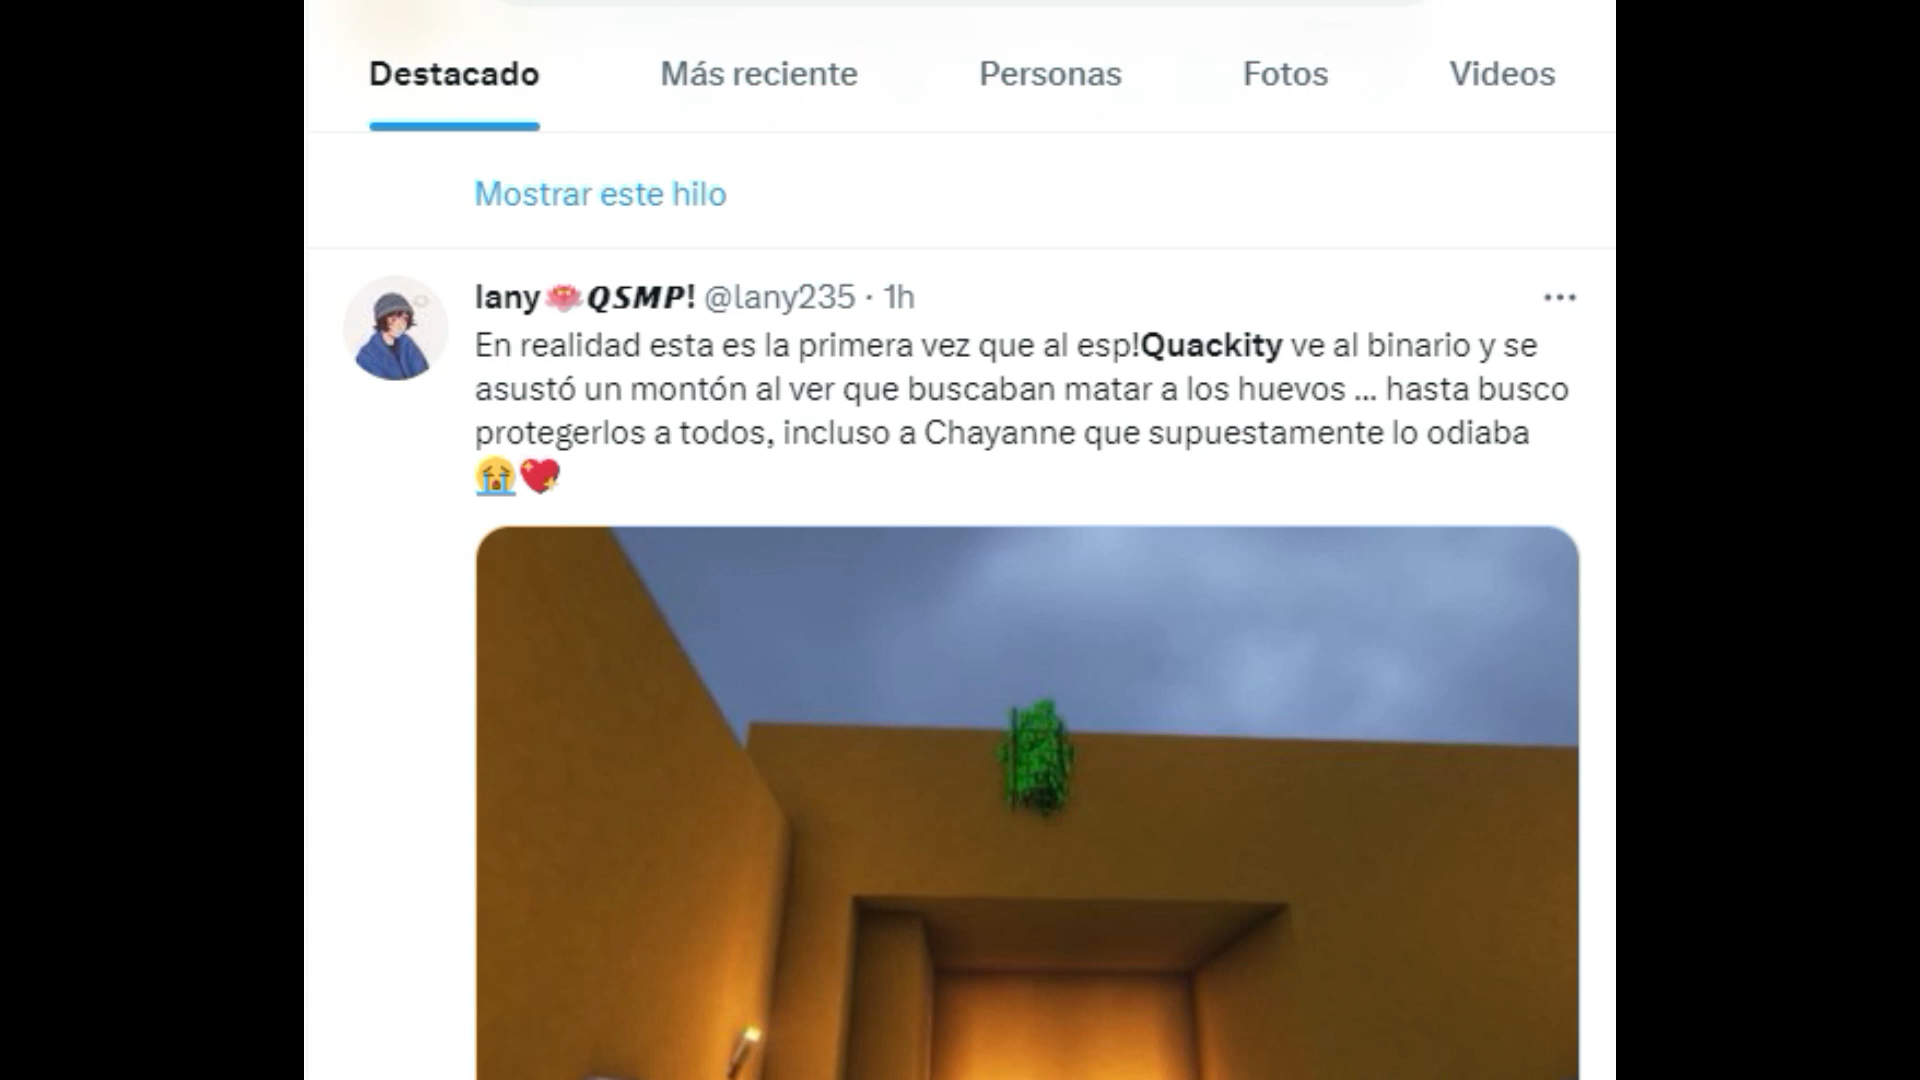 Destacado Más reciente Personas Fotos Videos
Mostrar este hilo
lany🪷QSMP! @lany235 · 1h
En realidad esta es la primera vez que al esp!Quackity ve al binario y se
asustó un montón al ver que buscaban matar a los huevos ... hasta busco
protegerlos a todos, incluso a Chayanne que supuestamente lo odiaba
😭💖